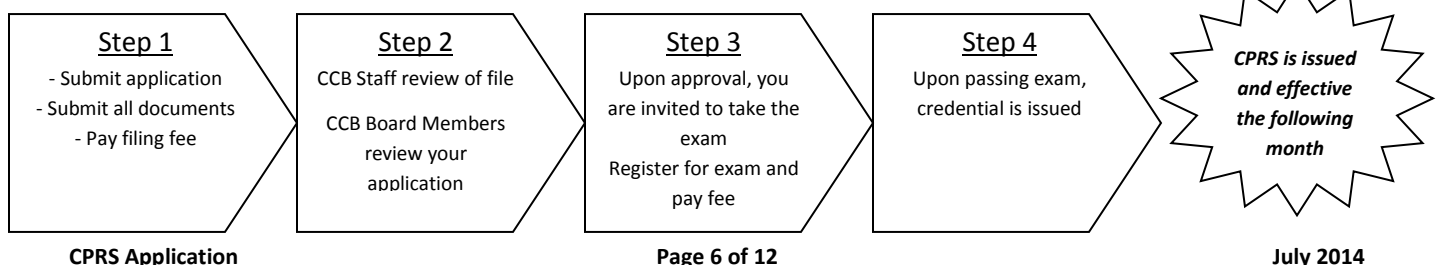 Step 1
- Submit application
- Submit all documents
- Pay filing fee
Step 2
CCB Staff review of file
CCB Board Members
review your
application
Step 3
Upon approval, you
are invited to take the
exam
Register for exam and
pay fee
Step 4
Upon passing exam,
credential is issued
CPRS is issued
and effective
the following
month
CPRS Application
Page 6 of 12
July 2014